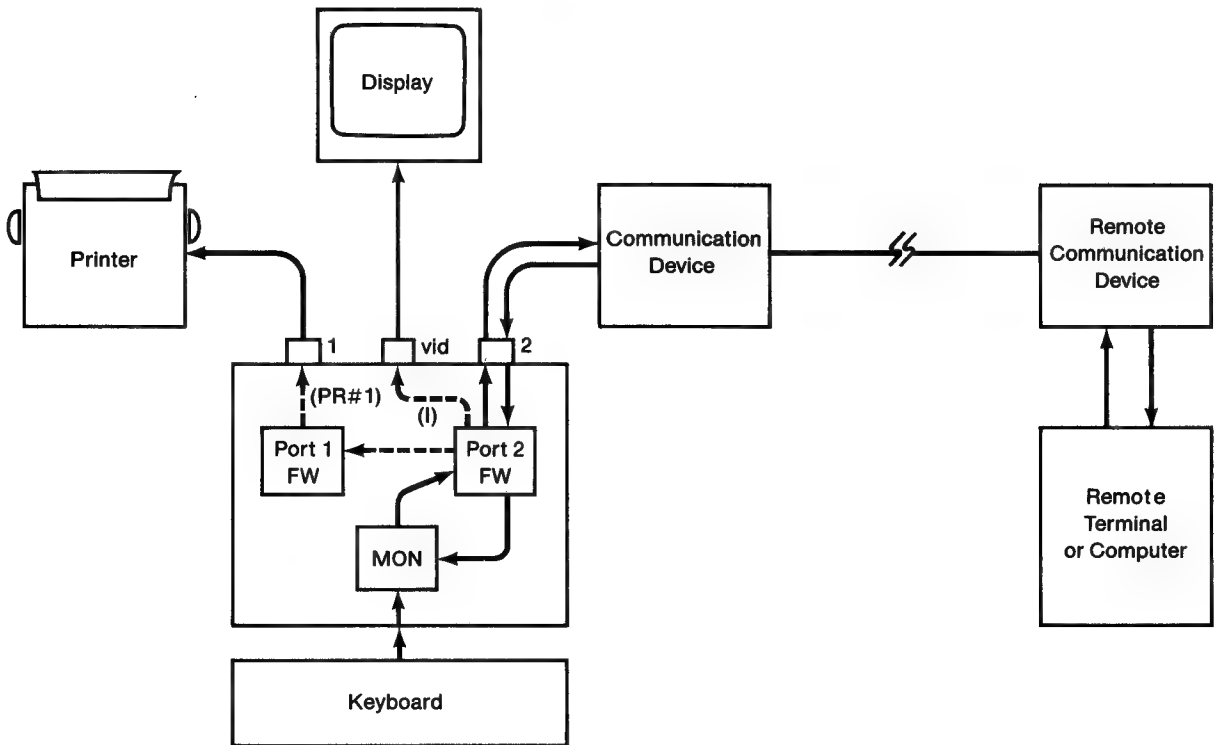 Display
Printer
Communication
Device
Remote
Communication
Device
1
vid
2
(PR#1)
(I)
Port 1
FW
Port 2
FW
MON
Remote
Terminal
or Computer
Keyboard